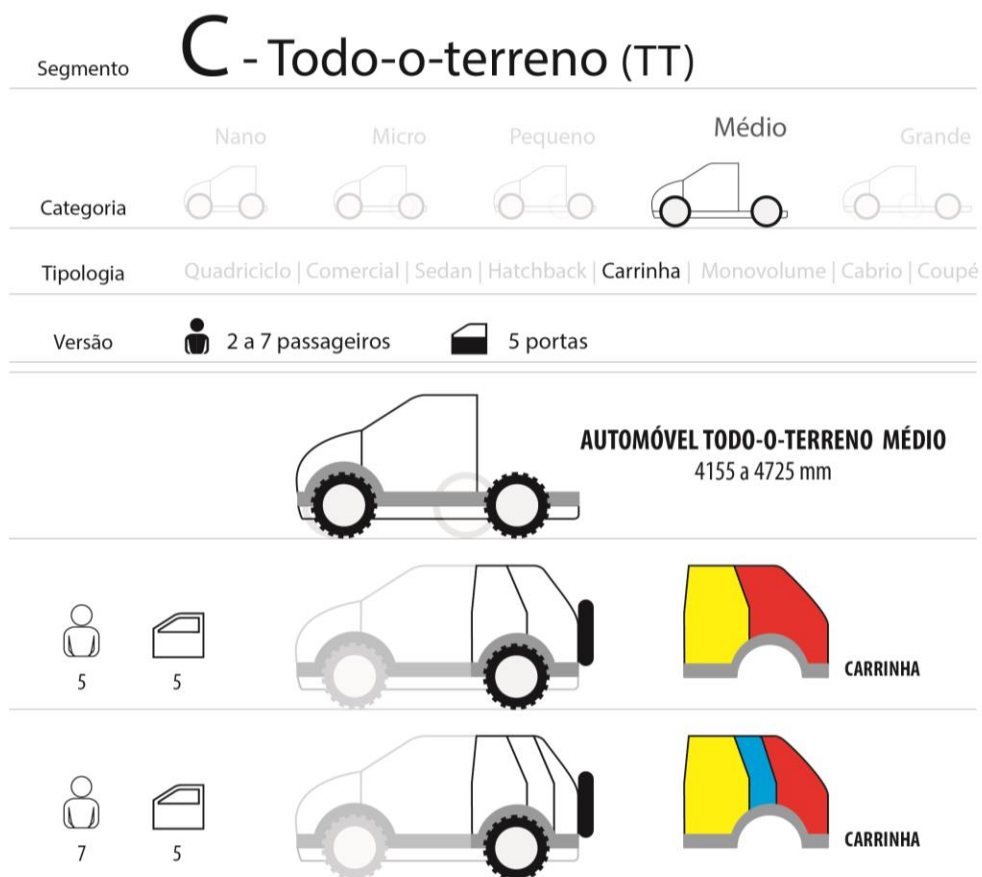 Segmento C - Todo-o-terreno (TT)
Nano Micro Pequeno Médio Grande
Categoria
Tipologia Quadriciclo | Comercial | Sedan | Hatchback | Carrinha | Monovolume | Cabrio | Coupé
Versão 2 a 7 passageiros 5 portas
AUTOMÓVEL TODO-O-TERRENO MÉDIO
4155 a 4725 mm
CARRINHA
5 5
CARRINHA
7 5